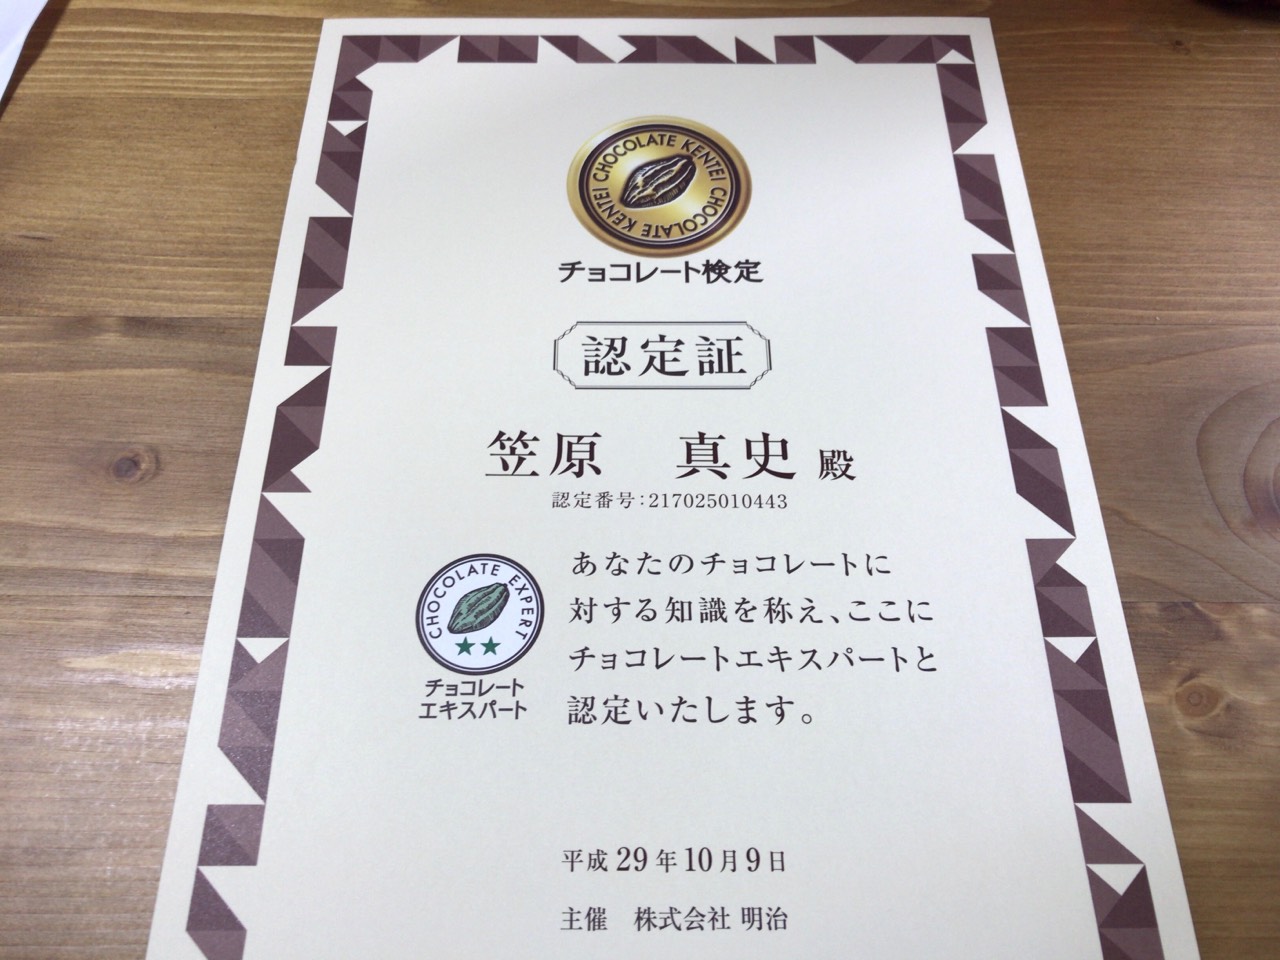 CHOCOLATE KENTEI CHOCOLATE KENTEI
チョコレート検定
認定証
笠原 真史 殿
認定番号:217025010443
CHOCOLATE EXPERT
チョコレート
エキスパート
あなたのチョコレートに
対する知識を称え、ここに
チョコレートエキスパートと
認定いたします。
平成29年10月9日
主催 株式会社 明治